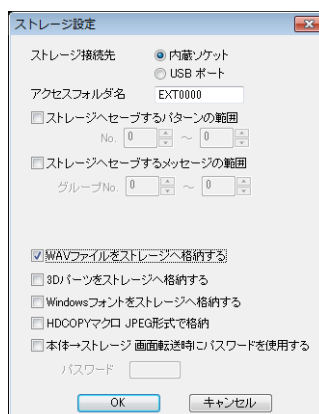 ストレージ設定
ストレージ接続先 内蔵ソケット
USB ポート
アクセスフォルダ名 EXT0000
ストレージへセーブするパターンの範囲
No. 0 ～ 0
ストレージへセーブするメッセージの範囲
グループNo. 0 ～ 0
WAVファイルをストレージへ格納する
3Dパーツをストレージへ格納する
Windowsフォントをストレージへ格納する
HDCOPYマクロ JPEG形式で格納
本体→ストレージ 画面転送時にパスワードを使用する
パスワード
OK キャンセル